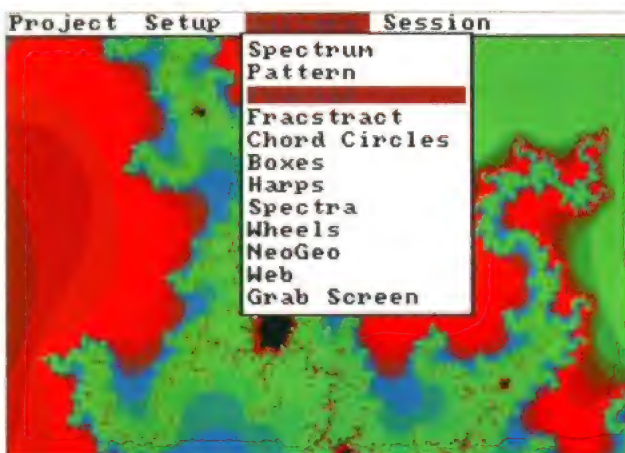 Project Setup Session
Spectrum
Pattern
Fracstract
Chord Circles
Boxes
Harps
Spectra
Wheels
NeoGeo
Web
Grab Screen